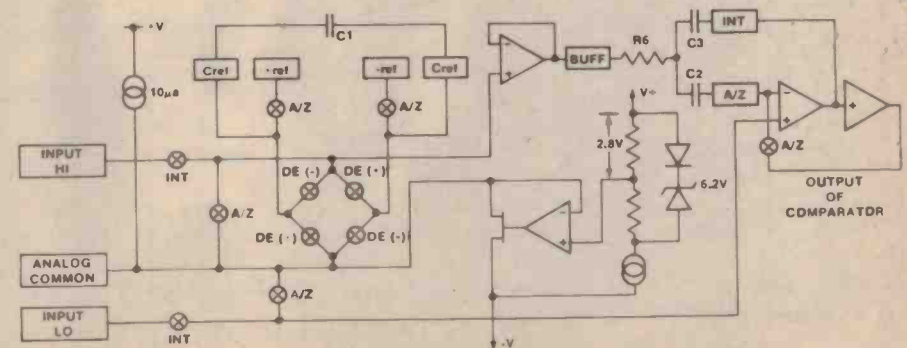 +V
10μa
C1
Cref
+ref
-ref
Cref
A/Z
A/Z
INPUT
HI
INT
A/Z
DE (-)
DE (+)
DE (+)
DE (-)
ANALOG
COMMON
A/Z
INPUT
LO
INT
BUFF
R6
C3
INT
C2
A/Z
V+
2.8V
6.2V
A/Z
OUTPUT
OF
COMPARATOR
-V